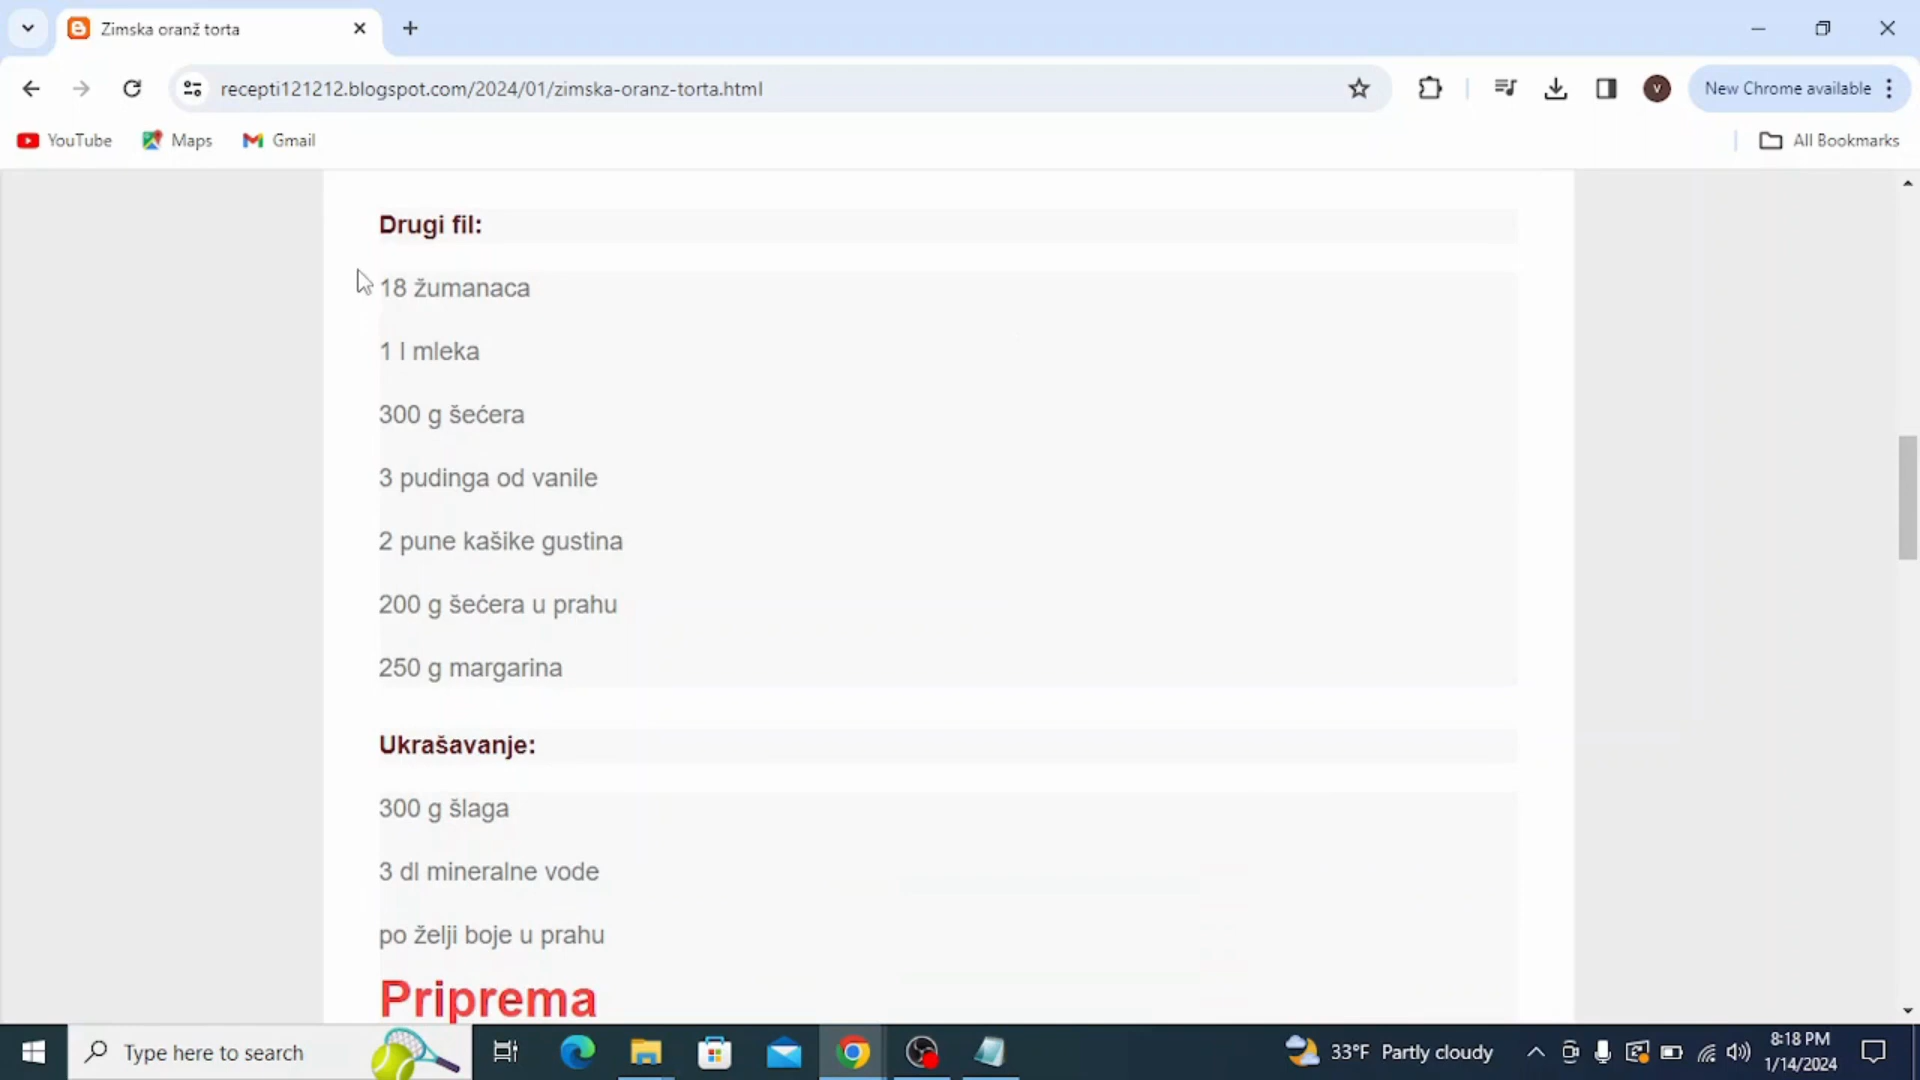 Zimska oranž torta
recepti121212.blogspot.com/2024/01/zimska-oranz-torta.html
V
New Chrome available
YouTube
Maps
Gmail
All Bookmarks
Drugi fil:
18 žumanaca
1 l mleka
300 g šećera
3 pudinga od vanile
2 pune kašike gustina
200 g šećera u prahu
250 g margarina
Ukrašavanje:
300 g šlaga
3 dl mineralne vode
po želji boje u prahu
Priprema
Type here to search
33°F Partly cloudy
8:18 PM
1/14/2024